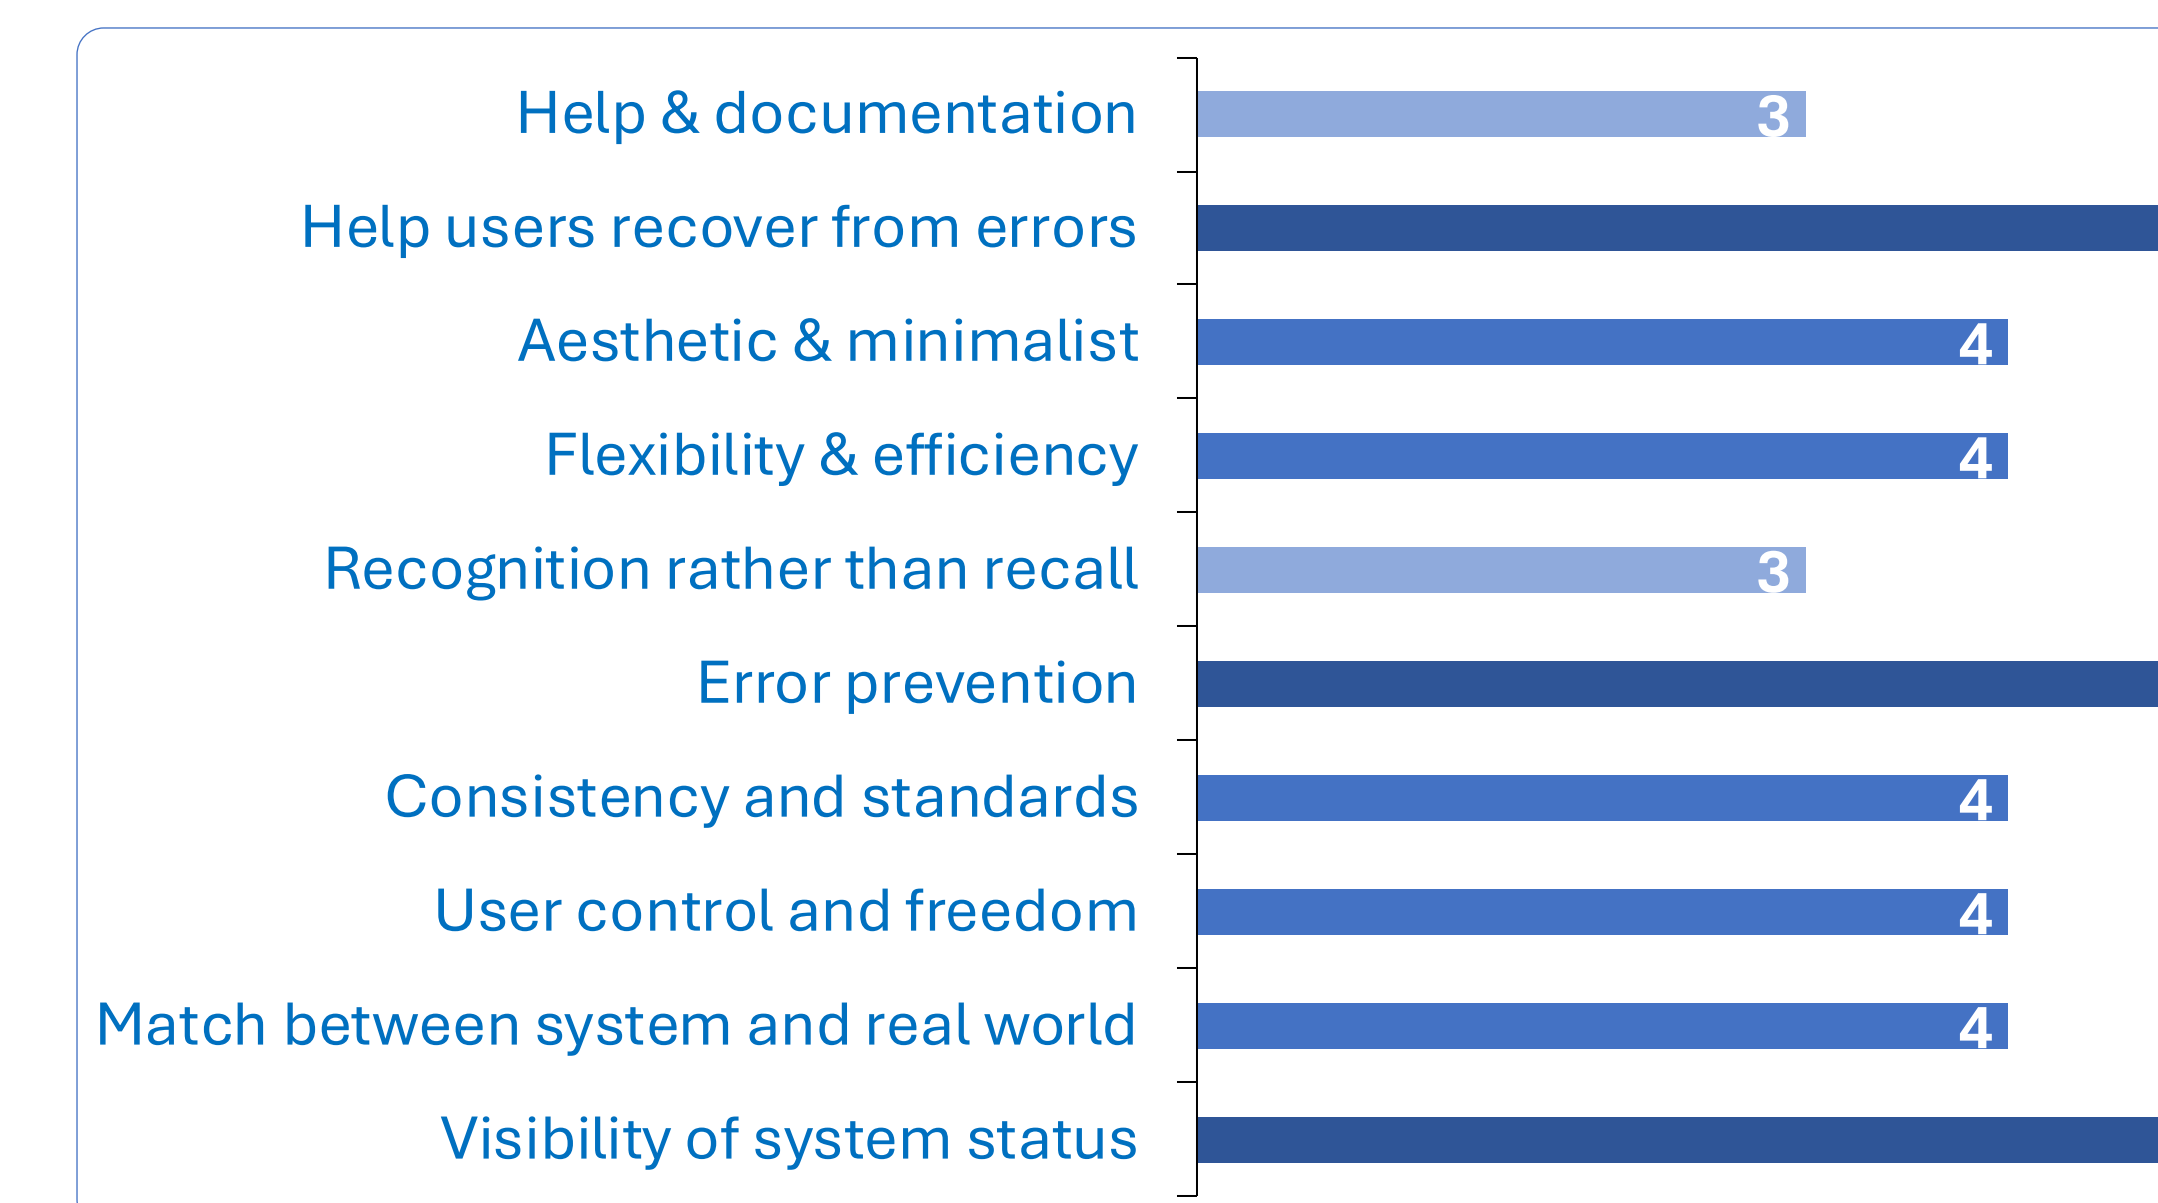 Help & documentation 3
Help users recover from errors
Aesthetic & minimalist 4
Flexibility & efficiency 4
Recognition rather than recall 3
Error prevention
Consistency and standards 4
User control and freedom 4
Match between system and real world 4
Visibility of system status